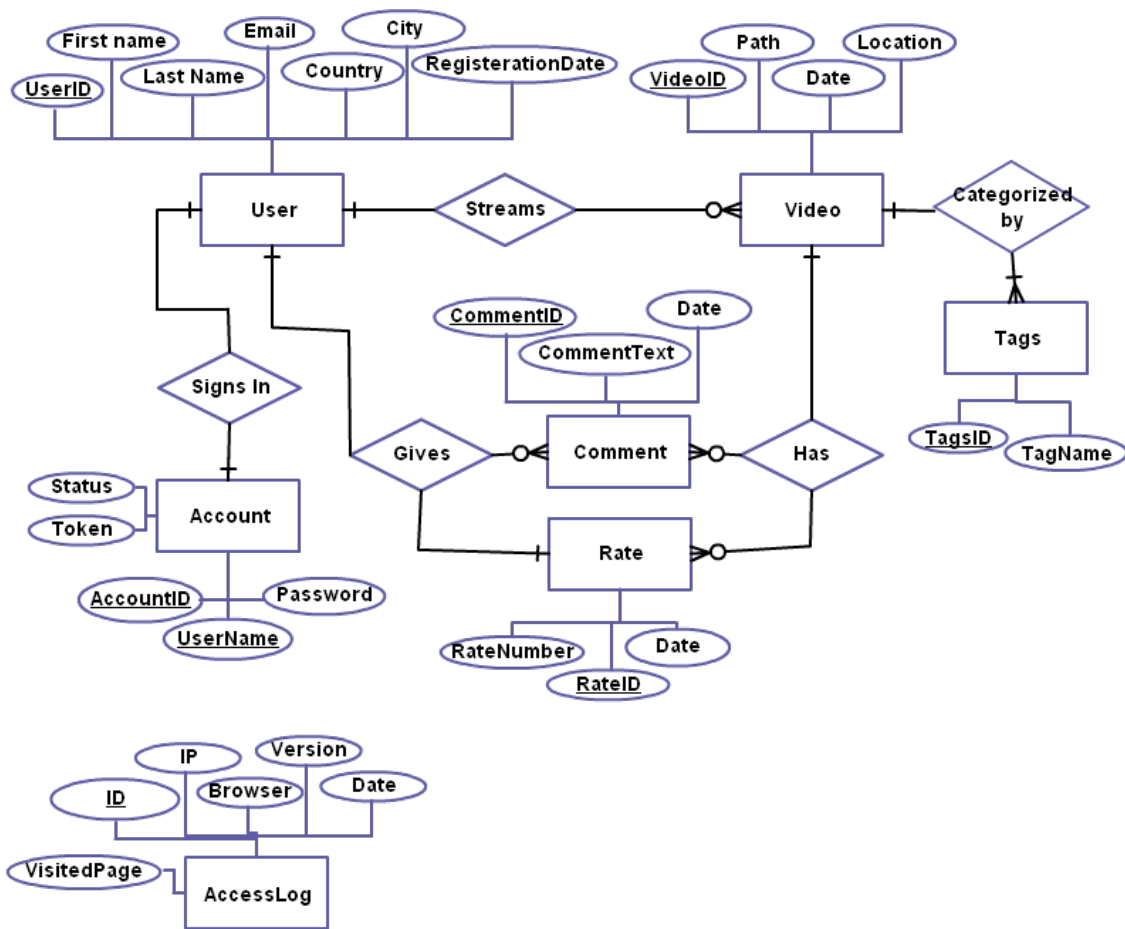 First name
Email
City
Last Name
Country
RegisterationDate
UserID
Path
Location
VideoID
Date
User
Streams
Video
Categorized
by
CommentID
Date
CommentText
Tags
Signs In
TagsID
TagName
Gives
Comment
Has
Status
Token
Account
Rate
AccountID
Password
UserName
RateNumber
Date
RateID
IP
Version
ID
Browser
Date
VisitedPage
AccessLog